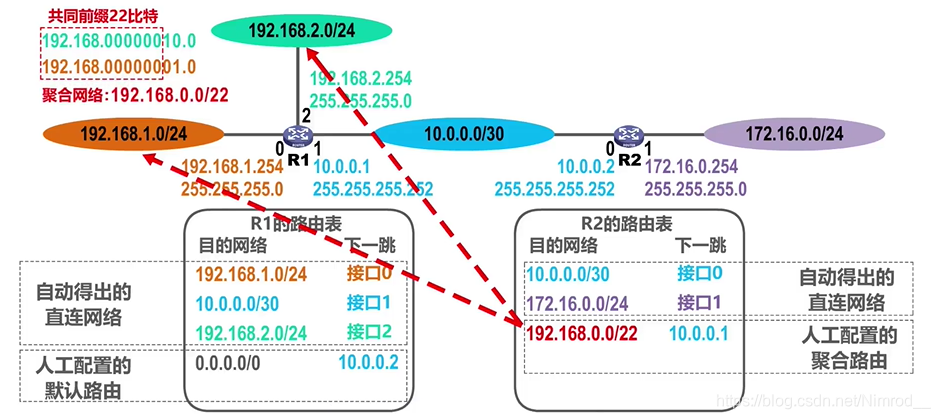 共同前缀22比特
192.168.00000010.0
192.168.00000001.0
聚合网络:192.168.0.0/22
192.168.2.0/24
192.168.2.254
255.255.255.0
2
192.168.1.0/24
0
1
R1
10.0.0.0/30
0
1
R2
172.16.0.0/24
192.168.1.254
255.255.255.0
10.0.0.1
255.255.255.252
10.0.0.2
255.255.255.252
172.16.0.254
255.255.255.0
R1的路由表
目的网络 下一跳
192.168.1.0/24 接口0
10.0.0.0/30 接口1
192.168.2.0/24 接口2
0.0.0.0/0 10.0.0.2
自动得出的
直连网络
人工配置的
默认路由
R2的路由表
目的网络 下一跳
10.0.0.0/30 接口0
172.16.0.0/24 接口1
192.168.0.0/22 10.0.0.1
自动得出的
直连网络
人工配置的
聚合路由
https://blog.csdn.net/Nimrod__